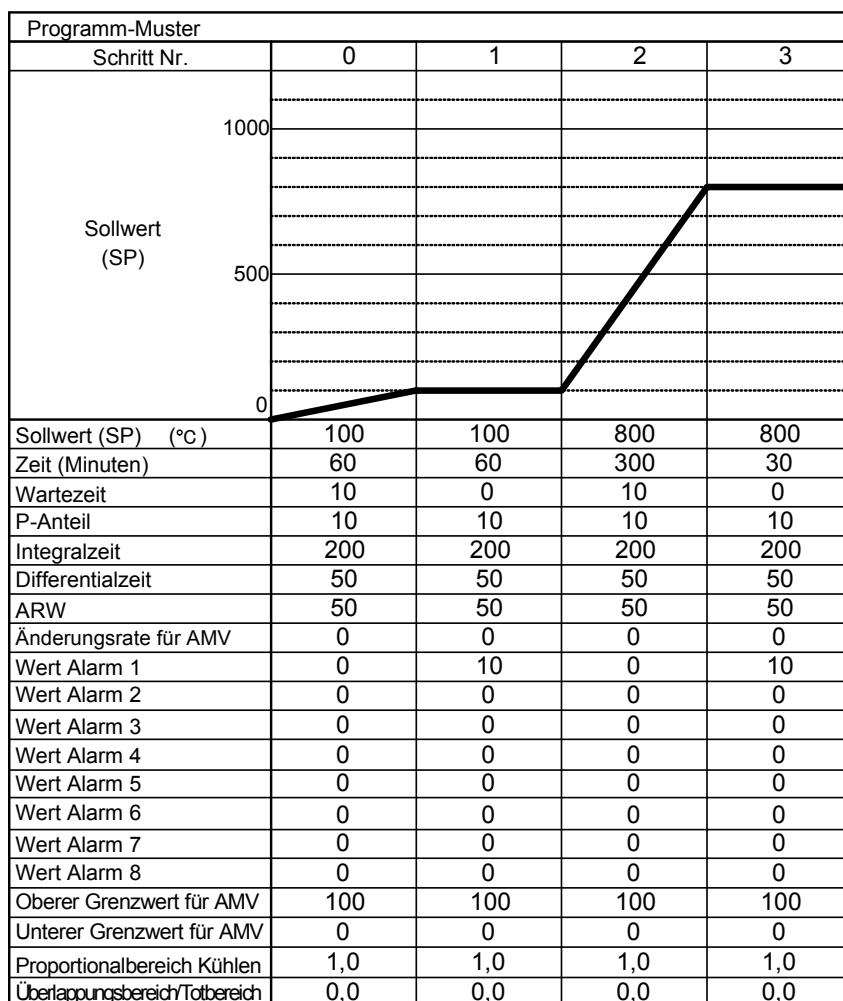 Programm-Muster
Schritt Nr. 0 1 2 3
1000
Sollwert
(SP)
500
0
Sollwert (SP) (°C) 100 100 800 800
Zeit (Minuten) 60 60 300 30
Wartezeit 10 0 10 0
P-Anteil 10 10 10 10
Integralzeit 200 200 200 200
Differentialzeit 50 50 50 50
ARW 50 50 50 50
Änderungsrate für AMV 0 0 0 0
Wert Alarm 1 0 10 0 10
Wert Alarm 2 0 0 0 0
Wert Alarm 3 0 0 0 0
Wert Alarm 4 0 0 0 0
Wert Alarm 5 0 0 0 0
Wert Alarm 6 0 0 0 0
Wert Alarm 7 0 0 0 0
Wert Alarm 8 0 0 0 0
Oberer Grenzwert für AMV 100 100 100 100
Unterer Grenzwert für AMV 0 0 0 0
Proportionalbereich Kühlen 1,0 1,0 1,0 1,0
Überlappungsbereich/Totbereich 0,0 0,0 0,0 0,0